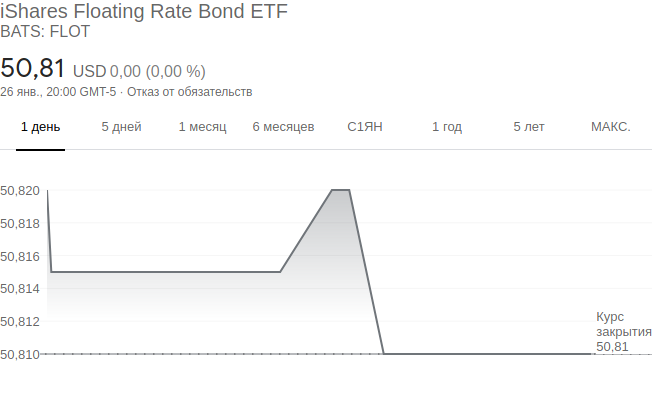 iShares Floating Rate Bond ETF
BATS: FLOT
50,81 USD 0,00 (0,00 %)
26 янв., 20:00 GMT-5 · Отказ от обязательств
1 день 5 дней 1 месяц 6 месяцев С1ЯН 1 год 5 лет МАКС.
50,820
50,818
50,816
50,814
50,812
50,810
Курс
закрытия
50,81